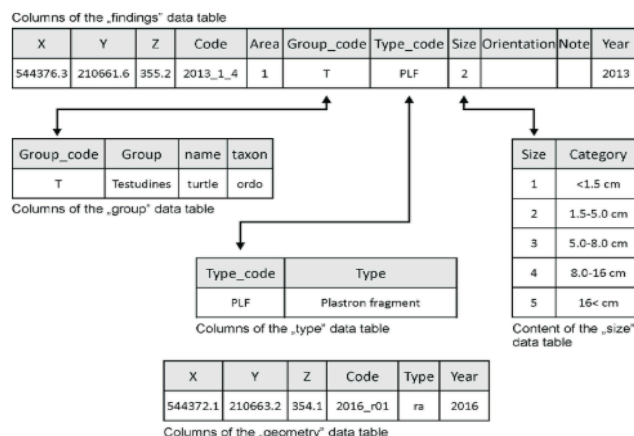 Columns of the „findings" data table
X Y Z Code Area Group_code Type_code Size Orientation Note Year
544376.3 210661.6 355.2 2013_1_4 1 T PLF 2 2013
Group_code Group name taxon
T Testudines turtle ordo
Columns of the „group" data table
Size Category
1 <1.5 cm
2 1.5-5.0 cm
3 5.0-8.0 cm
4 8.0-16 cm
5 16< cm
Content of the „size"
data table
Type_code Type
PLF Plastron fragment
Columns of the „type" data table
X Y Z Code Type Year
544372.1 210663.2 354.1 2016_r01 ra 2016
Columns of the „geometry" data table